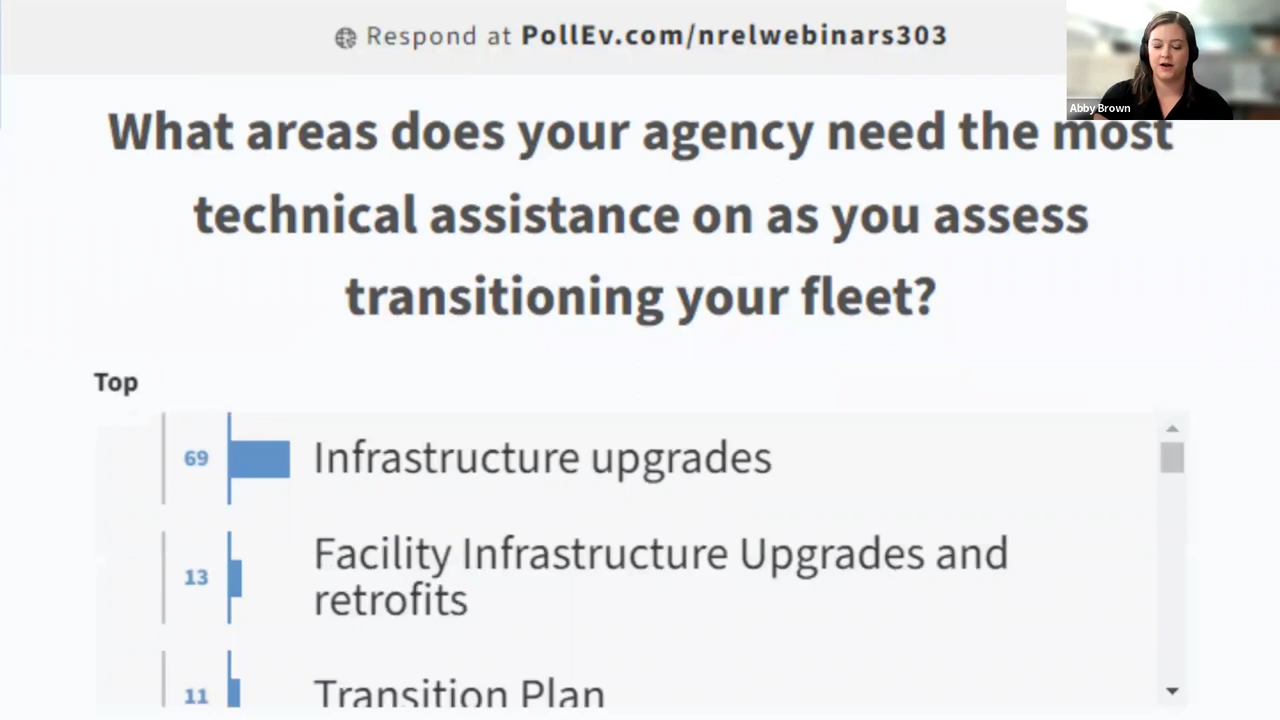 Respond at PollEv.com/nrelwebinars303
Abby Brown
What areas does your agency need the most
technical assistance on as you assess
transitioning your fleet?
Top
69 Infrastructure upgrades
13 Facility Infrastructure Upgrades and
retrofits
11 Transition Plan